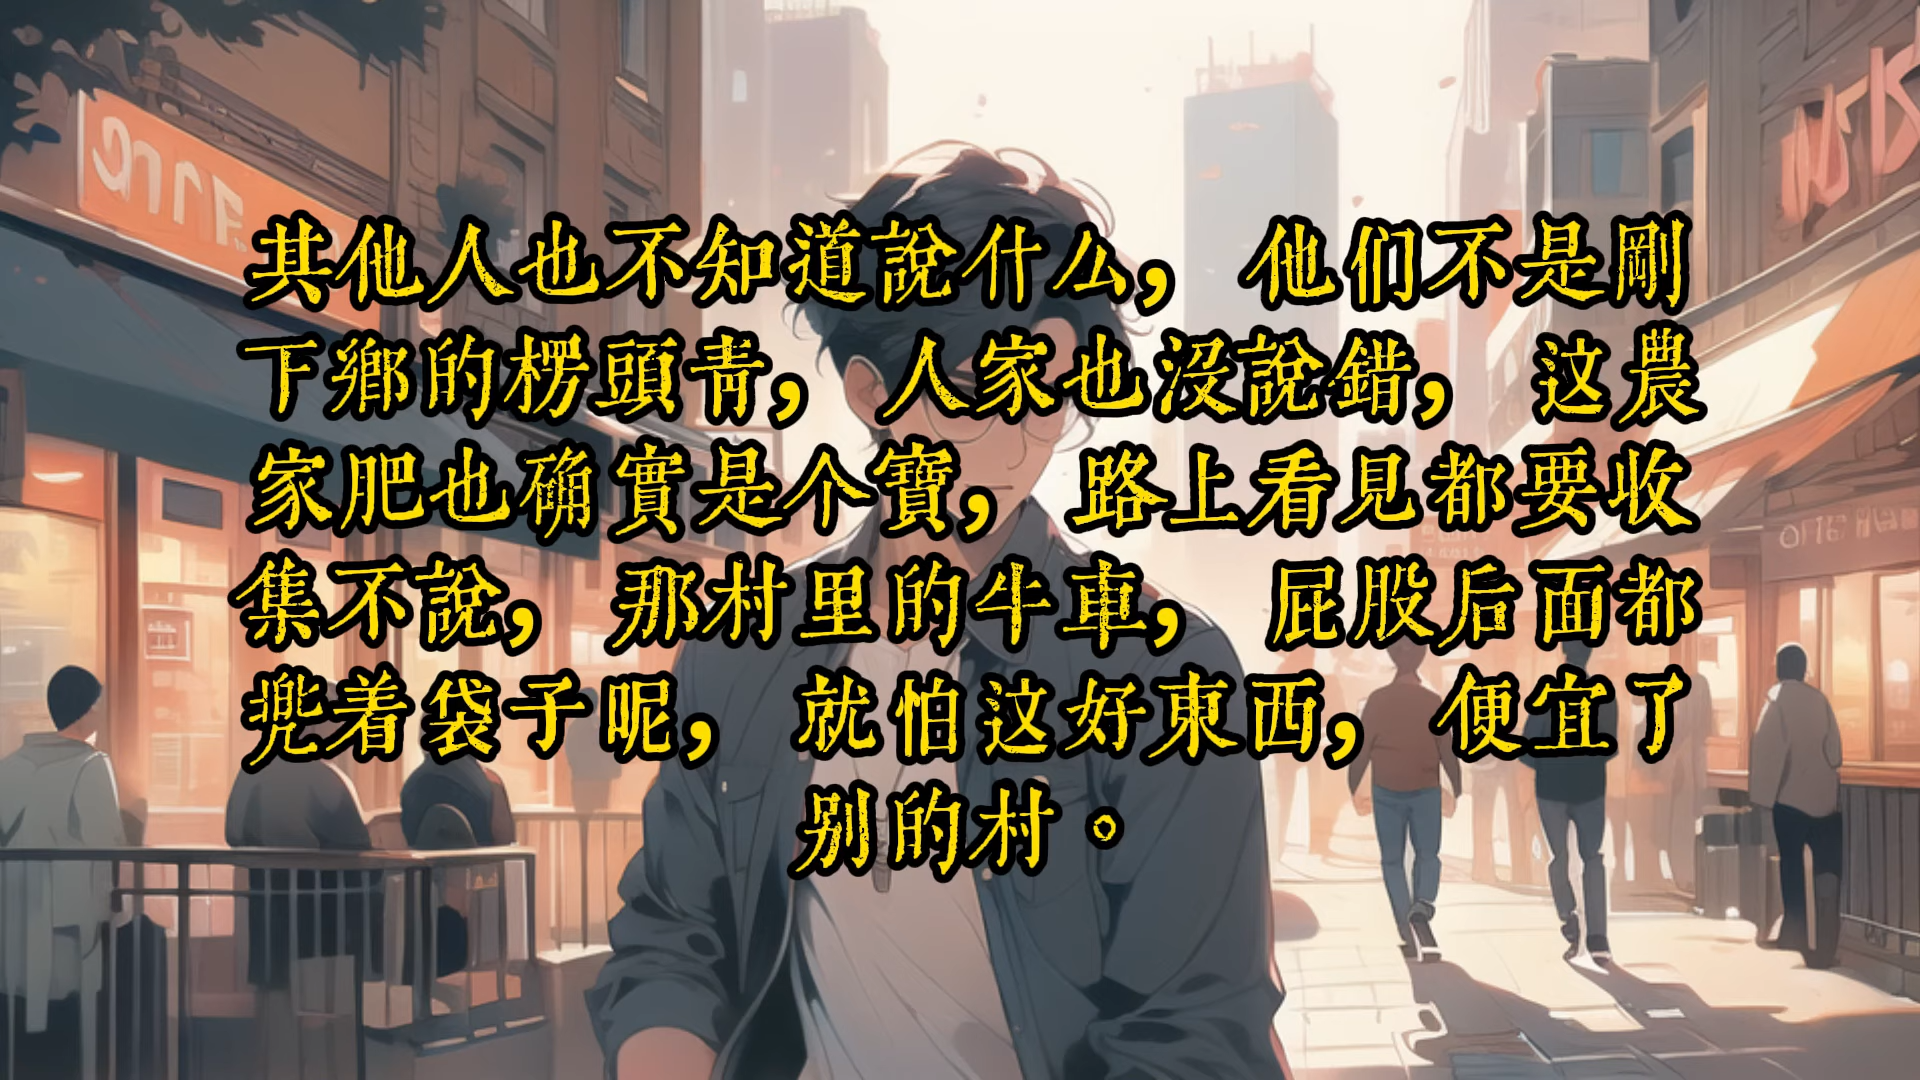 其他人也不知道說什么，他们不是剛
下鄉的楞頭青，人家也没說錯，这農
家肥也确實是个寶，路上看見都要收
集不說，那村里的牛車，屁股后面都
兜着袋子呢，就怕这好東西，便宜了
别的村。